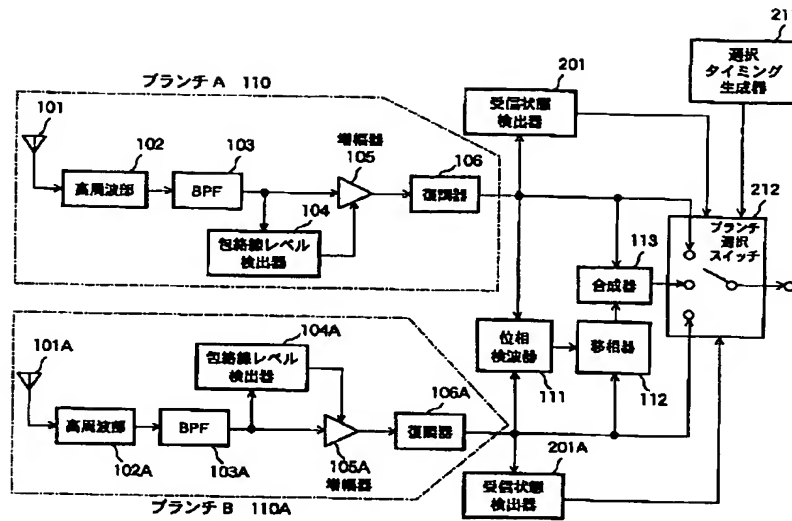 ブランチA 110
101
102
高周波部
103
BPF
増幅器
105
106
復調器
104
包絡線レベル
検出器
201
受信状態
検出器
21
選択
タイミング
生成器
212
ブランチ
選択
スイッチ
113
合成器
位相
検波器
111
移相器
112
101A
104A
包絡線レベル
検出器
高周波部
102A
BPF
103A
105A
増幅器
106A
復調器
201A
受信状態
検出器
ブランチB 110A